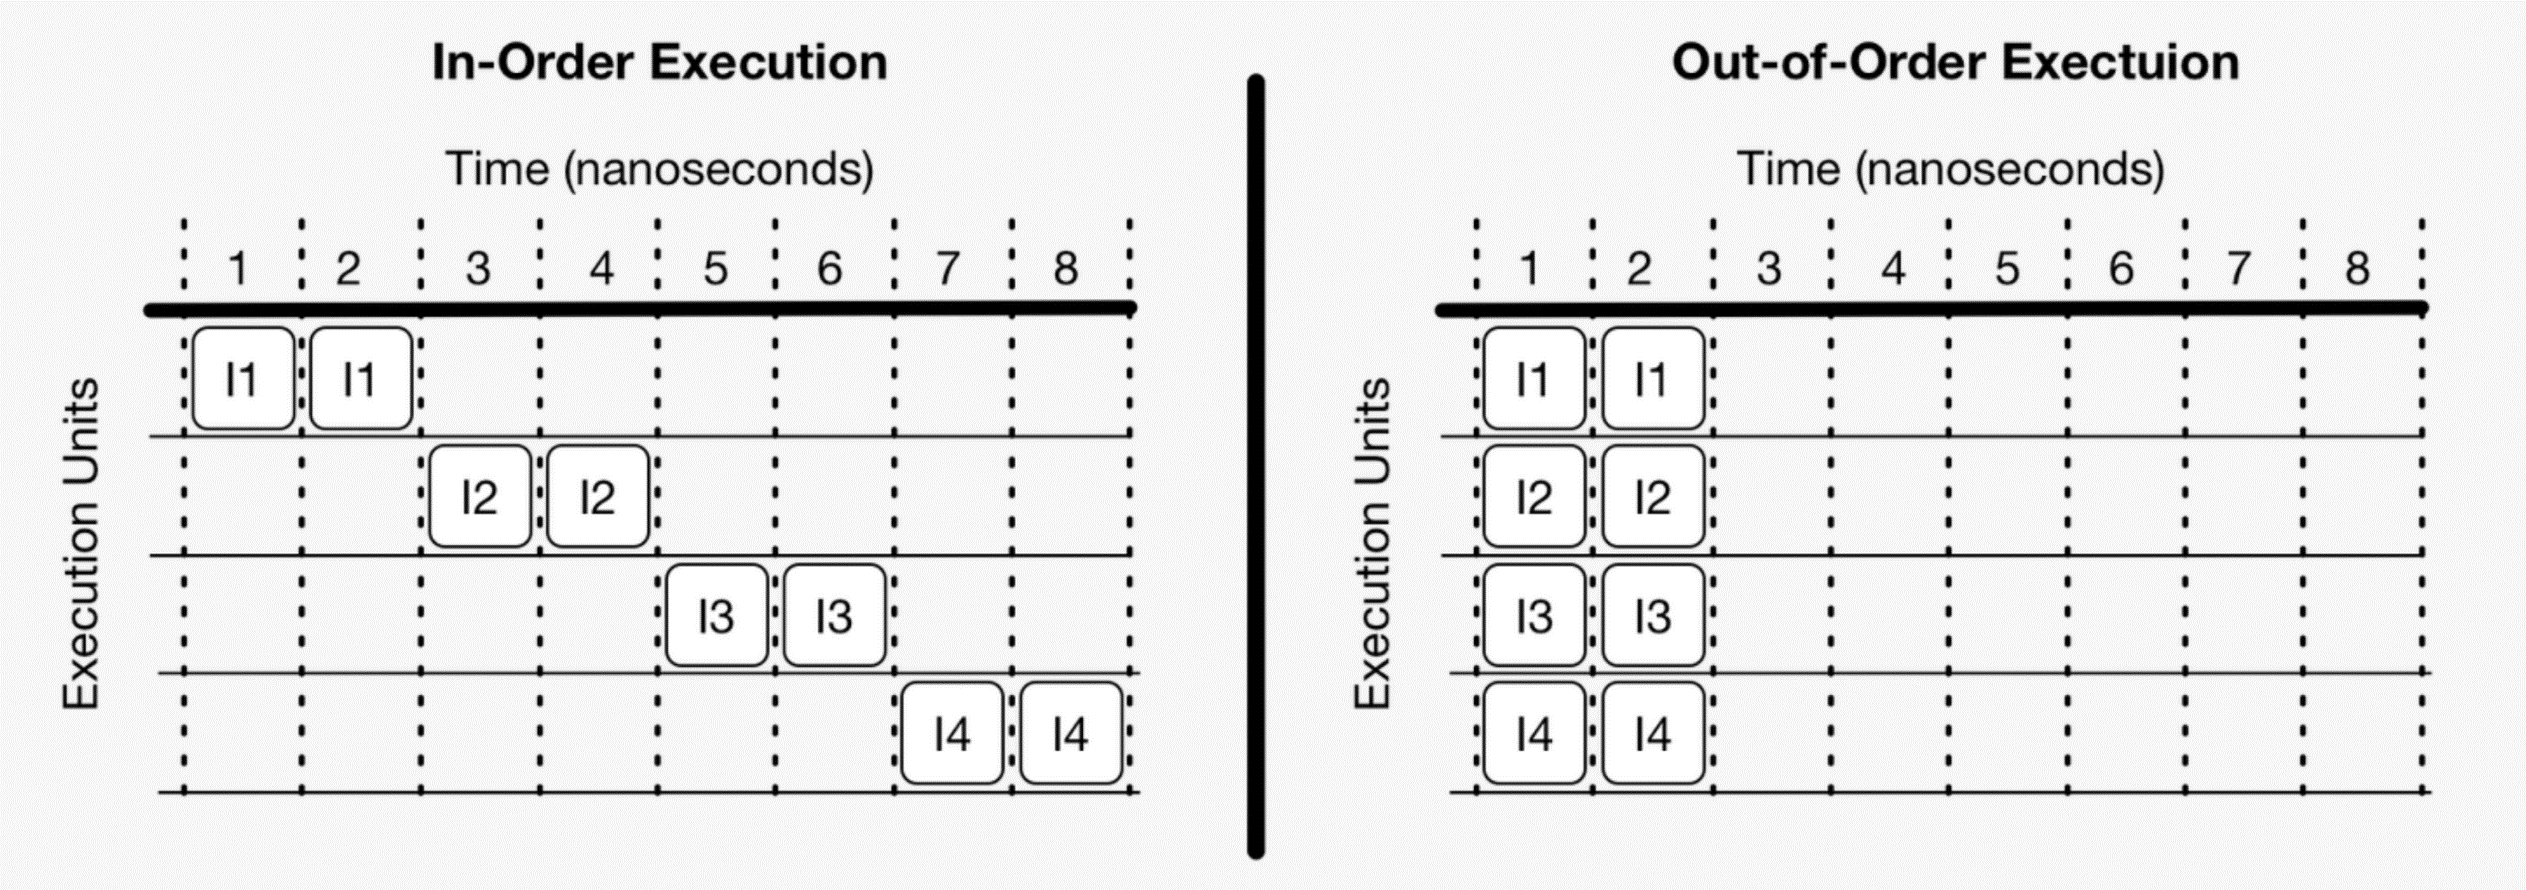 In-Order Execution
Time (nanoseconds)
1 2 3 4 5 6 7 8
Execution Units
I1 I1
I2 I2
I3 I3
I4 I4
Out-of-Order Exectuion
Time (nanoseconds)
1 2 3 4 5 6 7 8
Execution Units
I1 I1
I2 I2
I3 I3
I4 I4